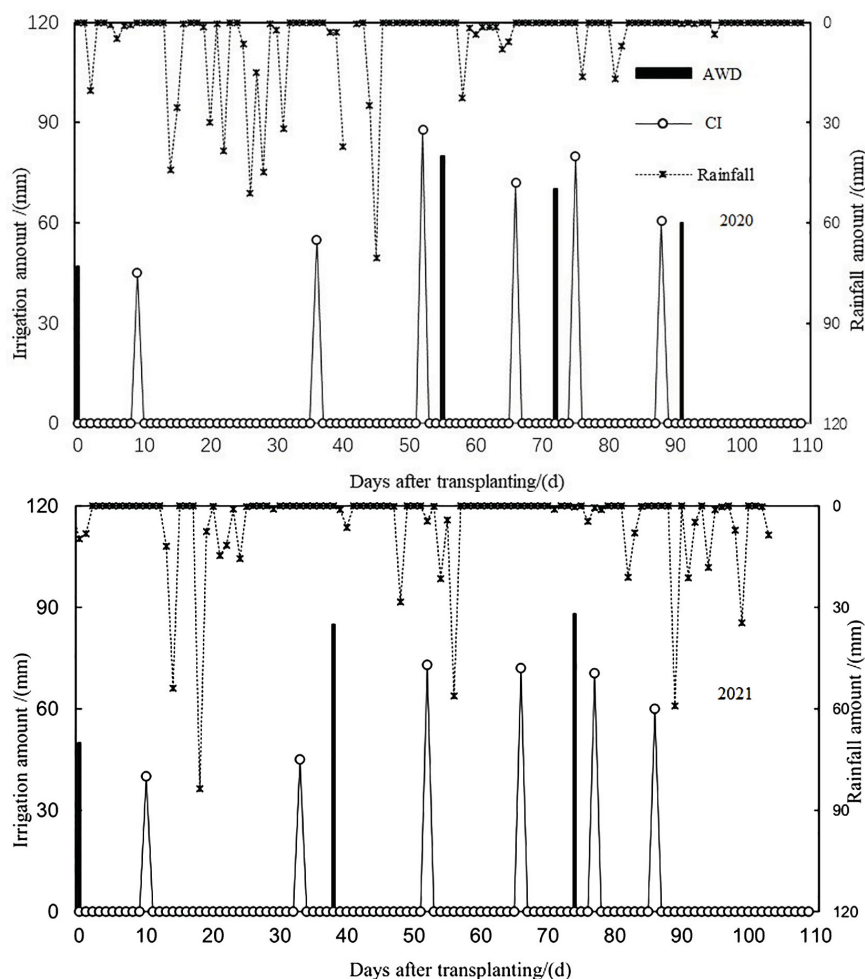 120 0
AWD
90 30
CI
Rainfall
60 2020 60
30 90
0 120
Irrigation amount /(mm)
Rainfall amount /(mm)
0 10 20 30 40 50 60 70 80 90 100 110
Days after transplanting/(d)
120 0
90 30
60 2021 60
30 90
0 120
Irrigation amount /(mm)
Rainfall amount /(mm)
0 10 20 30 40 50 60 70 80 90 100 110
Days after transplanting/(d)